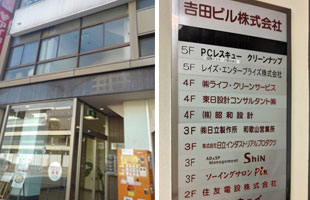 吉田ビル株式会社
5F PCレスキュー クリーンナップ
5F レイズ・エンタープライズ株式会社
4F ㈲ライフ・クリーンサービス
4F 東日設計コンサルタント㈱
4F ㈱昭和設計
3F ㈱日立製作所 和歌山営業所
3F 株式会社日立インダストリアルプロダクツ
3F AD&SP Management Shin
3F ソーイングサロン Pin
2F 住友電設株式会社